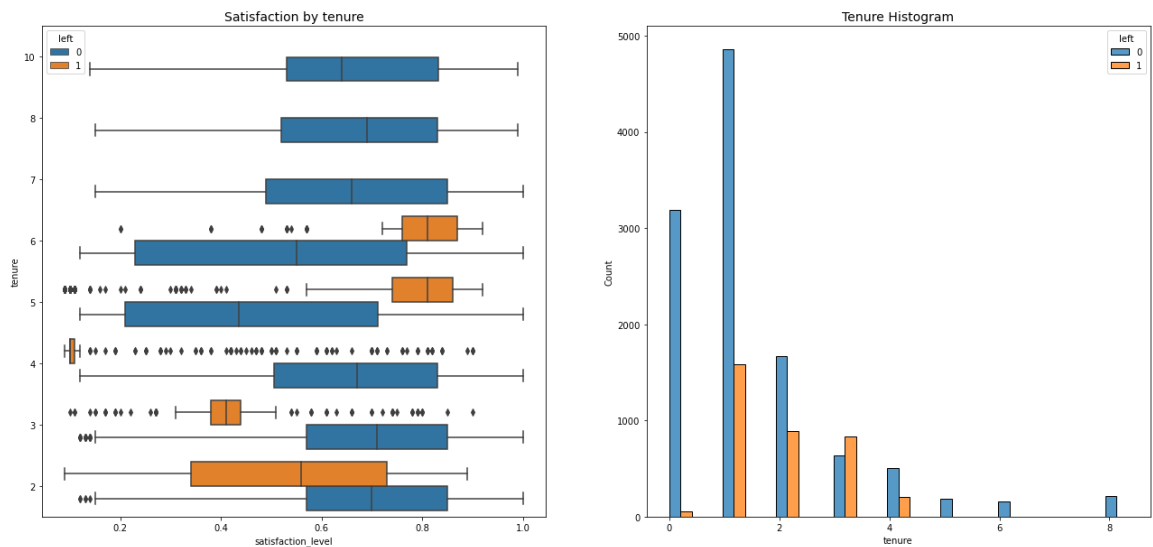 Satisfaction by tenure
left
0
1
10
8
7
6
5
4
3
2
tenure
0.2 0.4 0.6 0.8 1.0
satisfaction_level
Tenure Histogram
left
0
1
5000
4000
3000
2000
1000
0
Count
0 2 4 6 8
tenure